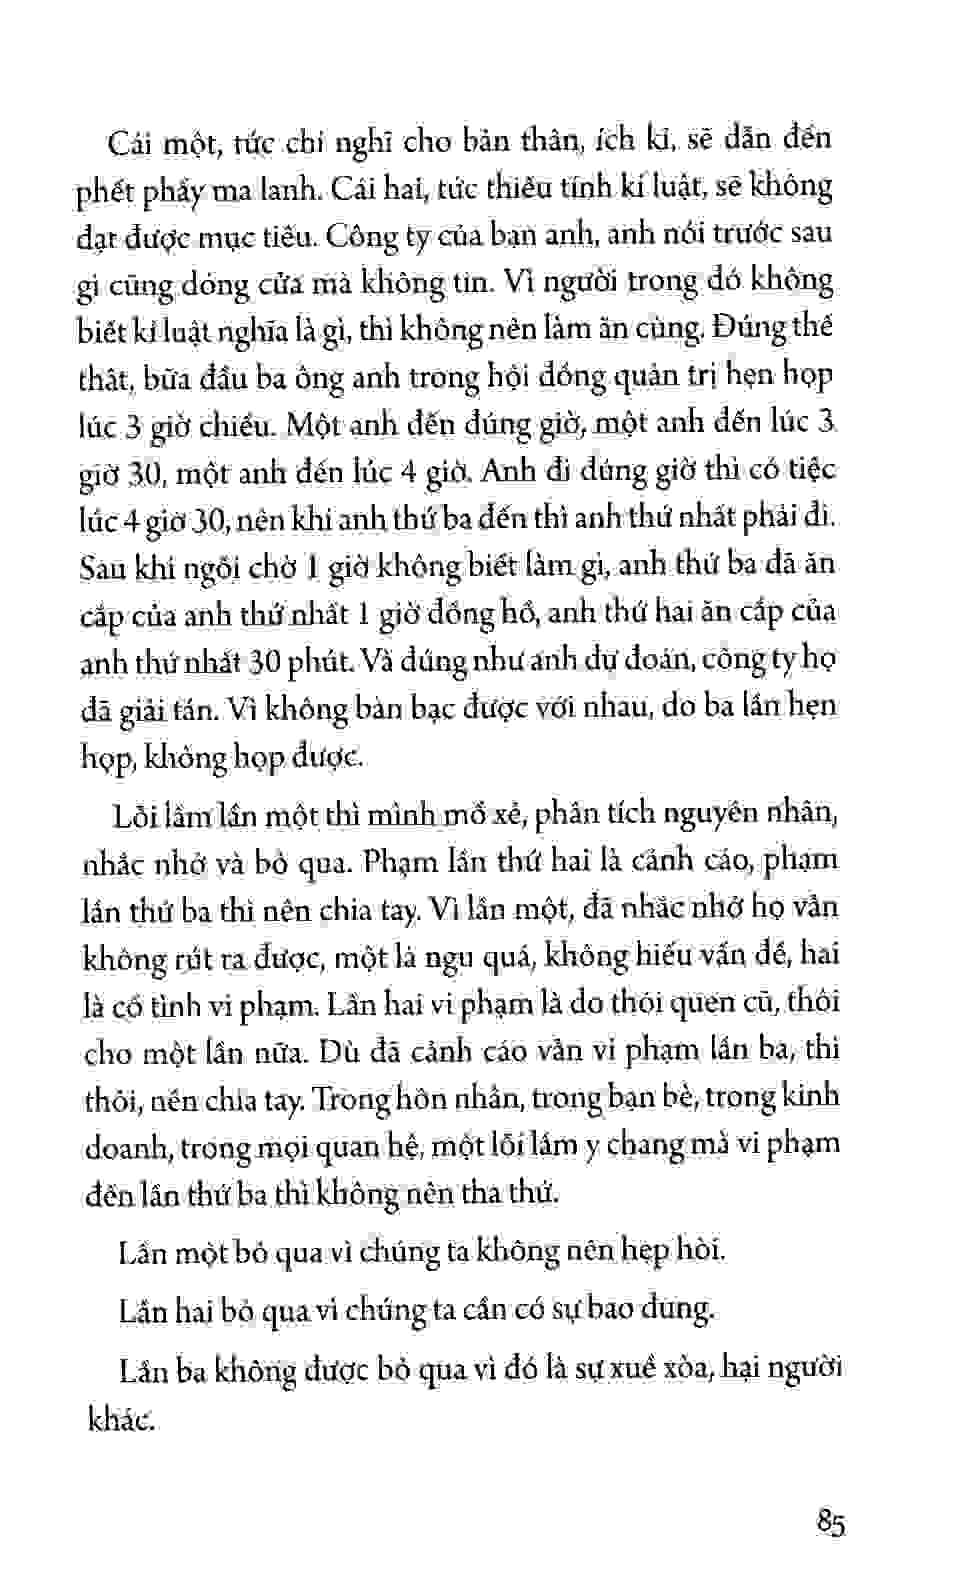 Cái một, tức chỉ nghĩ cho bản thân, ích kỉ, sẽ dẫn đến
phết phẩy ma lanh. Cái hai, tức thiếu tính kỉ luật, sẽ không
đạt được mục tiêu. Công ty của bạn anh, anh nói trước sau
gì cũng đóng cửa mà không tin. Vì người trong đó không
biết kỉ luật nghĩa là gì, thì không nên làm ăn cùng. Đúng thế
thật, bữa đầu ba ông anh trong hội đồng quản trị hẹn họp
lúc 3 giờ chiều. Một anh đến đúng giờ, một anh đến lúc 3
giờ 30, một anh đến lúc 4 giờ. Anh đi đúng giờ thì có tiệc
lúc 4 giờ 30, nên khi anh thứ ba đến thì anh thứ nhất phải đi.
Sau khi ngồi chờ 1 giờ không biết làm gì, anh thứ ba đã ăn
cắp của anh thứ nhất 1 giờ đồng hồ, anh thứ hai ăn cắp của
anh thứ nhất 30 phút. Và đúng như anh dự đoán, công ty họ
đã giải tán. Vì không bàn bạc được với nhau, do ba lần hẹn
họp, không họp được.
Lỗi lầm lần một thì mình mổ xẻ, phân tích nguyên nhân,
nhắc nhở và bỏ qua. Phạm lần thứ hai là cảnh cáo, phạm
lần thứ ba thì nên chia tay. Vì lần một, đã nhắc nhở họ vẫn
không rút ra được, một là ngu quá, không hiểu vấn đề, hai
là cố tình vi phạm. Lần hai vi phạm là do thói quen cũ, thôi
cho một lần nữa. Dù đã cảnh cáo vẫn vi phạm lần ba, thì
thôi, nên chia tay. Trong hôn nhân, trong bạn bè, trong kinh
doanh, trong mọi quan hệ, một lỗi lầm y chang mà vi phạm
đến lần thứ ba thì không nên tha thứ.
Lần một bỏ qua vì chúng ta không nên hẹp hòi.
Lần hai bỏ qua vì chúng ta cần có sự bao dung.
Lần ba không được bỏ qua vì đó là sự xuề xòa, hại người
khác.
85